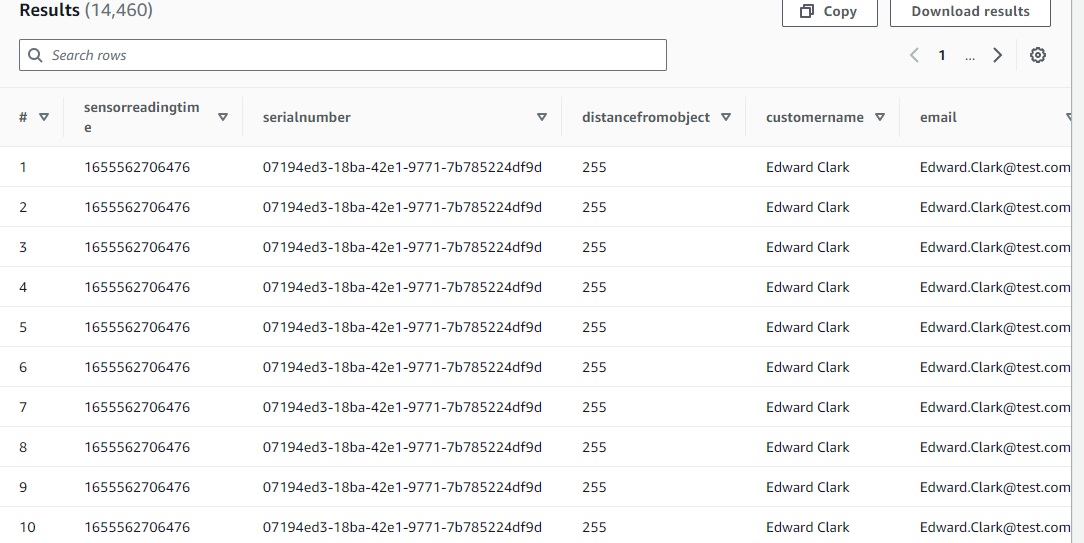 Results (14,460)
Copy
Download results
Search rows
1 ...
# sensorreadingtim
e serialnumber distancefromobject customername email
1 1655562706476 07194ed3-18ba-42e1-9771-7b785224df9d 255 Edward Clark Edward.Clark@test.com
2 1655562706476 07194ed3-18ba-42e1-9771-7b785224df9d 255 Edward Clark Edward.Clark@test.com
3 1655562706476 07194ed3-18ba-42e1-9771-7b785224df9d 255 Edward Clark Edward.Clark@test.com
4 1655562706476 07194ed3-18ba-42e1-9771-7b785224df9d 255 Edward Clark Edward.Clark@test.com
5 1655562706476 07194ed3-18ba-42e1-9771-7b785224df9d 255 Edward Clark Edward.Clark@test.com
6 1655562706476 07194ed3-18ba-42e1-9771-7b785224df9d 255 Edward Clark Edward.Clark@test.com
7 1655562706476 07194ed3-18ba-42e1-9771-7b785224df9d 255 Edward Clark Edward.Clark@test.com
8 1655562706476 07194ed3-18ba-42e1-9771-7b785224df9d 255 Edward Clark Edward.Clark@test.com
9 1655562706476 07194ed3-18ba-42e1-9771-7b785224df9d 255 Edward Clark Edward.Clark@test.com
10 1655562706476 07194ed3-18ba-42e1-9771-7b785224df9d 255 Edward Clark Edward.Clark@test.com